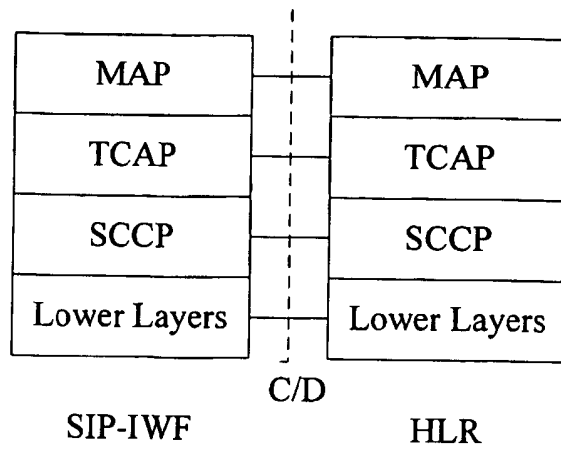 MAP MAP
TCAP TCAP
SCCP SCCP
Lower Layers Lower Layers
C/D
SIP-IWF HLR